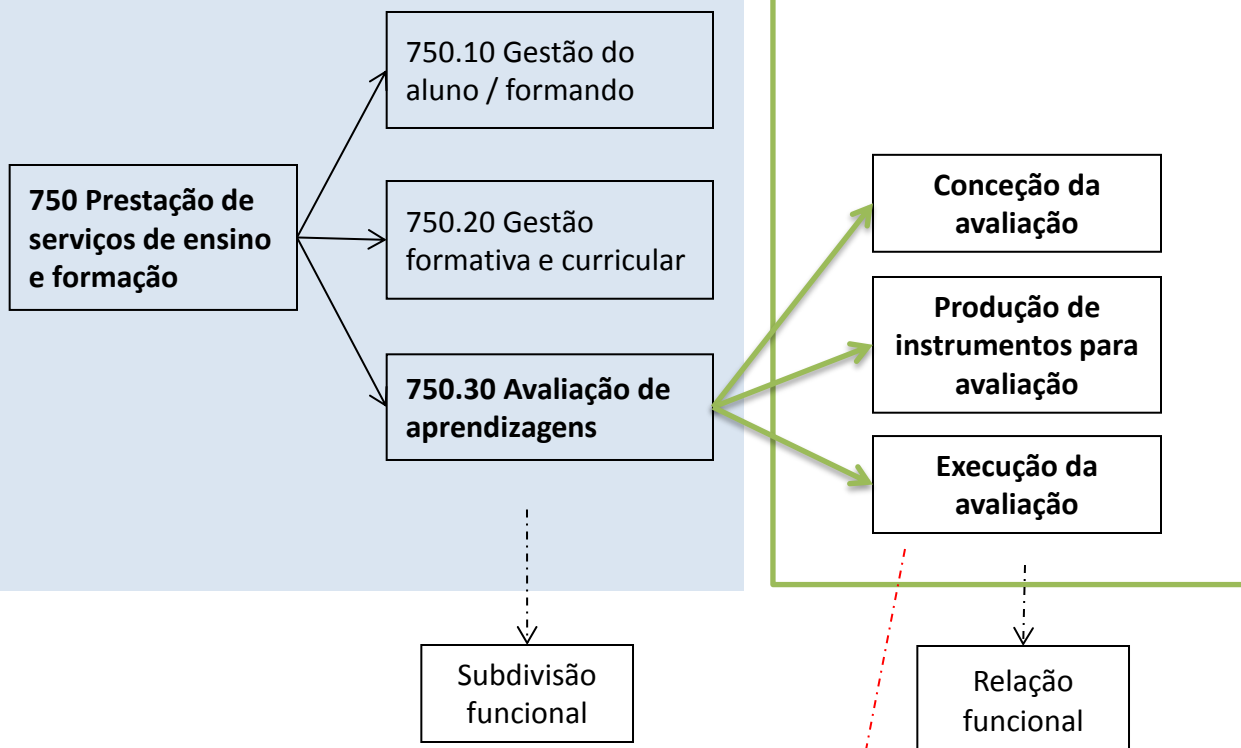 750.10 Gestão do
aluno / formando
750 Prestação de
serviços de ensino
e formação
750.20 Gestão
formativa e curricular
750.30 Avaliação de
aprendizagens
Conceção da
avaliação
Produção de
instrumentos para
avaliação
Execução da
avaliação
Subdivisão
funcional
Relação
funcional